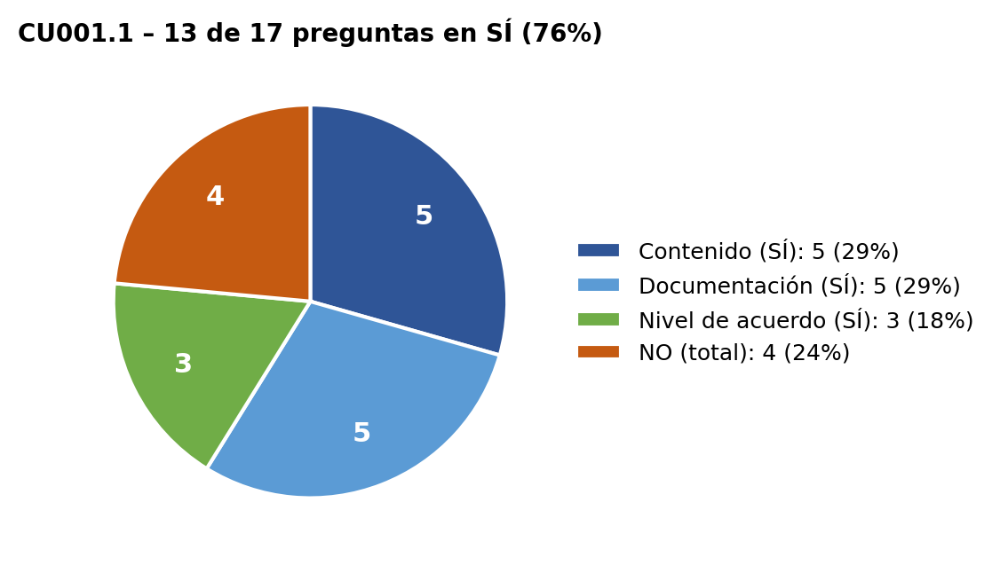 CU001.1 – 13 de 17 preguntas en SÍ (76%)
4
5
3
5
Contenido (SÍ): 5 (29%)
Documentación (SÍ): 5 (29%)
Nivel de acuerdo (SÍ): 3 (18%)
NO (total): 4 (24%)